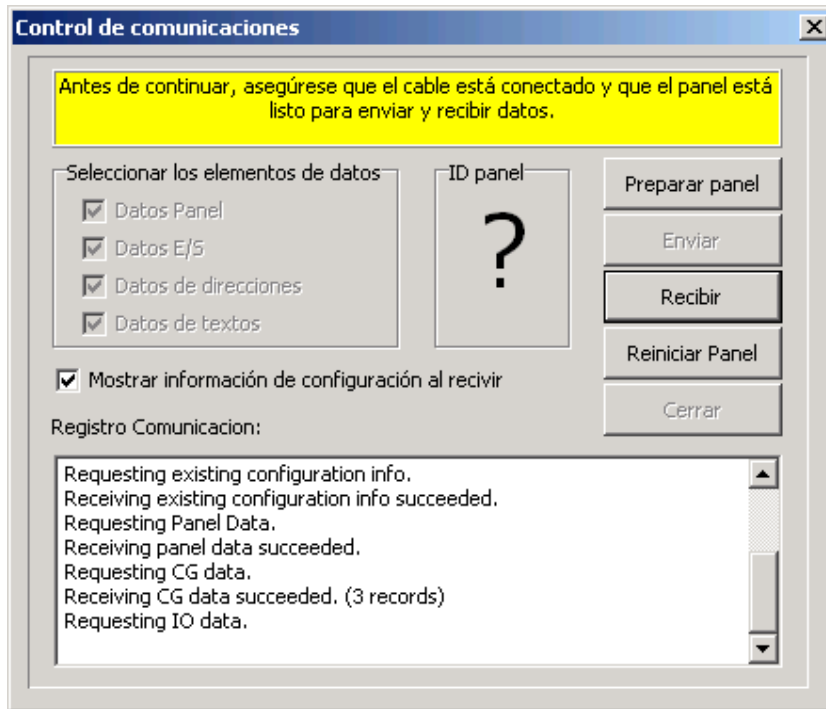 Control de comunicaciones
Antes de continuar, asegúrese que el cable está conectado y que el panel está
listo para enviar y recibir datos.
Seleccionar los elementos de datos
Datos Panel
Datos E/S
Datos de direcciones
Datos de textos
ID panel
?
Preparar panel
Enviar
Recibir
Reiniciar Panel
Cerrar
Mostrar información de configuración al recivir
Registro Comunicacion:
Requesting existing configuration info.
Receiving existing configuration info succeeded.
Requesting Panel Data.
Receiving panel data succeeded.
Requesting CG data.
Receiving CG data succeeded. (3 records)
Requesting IO data.